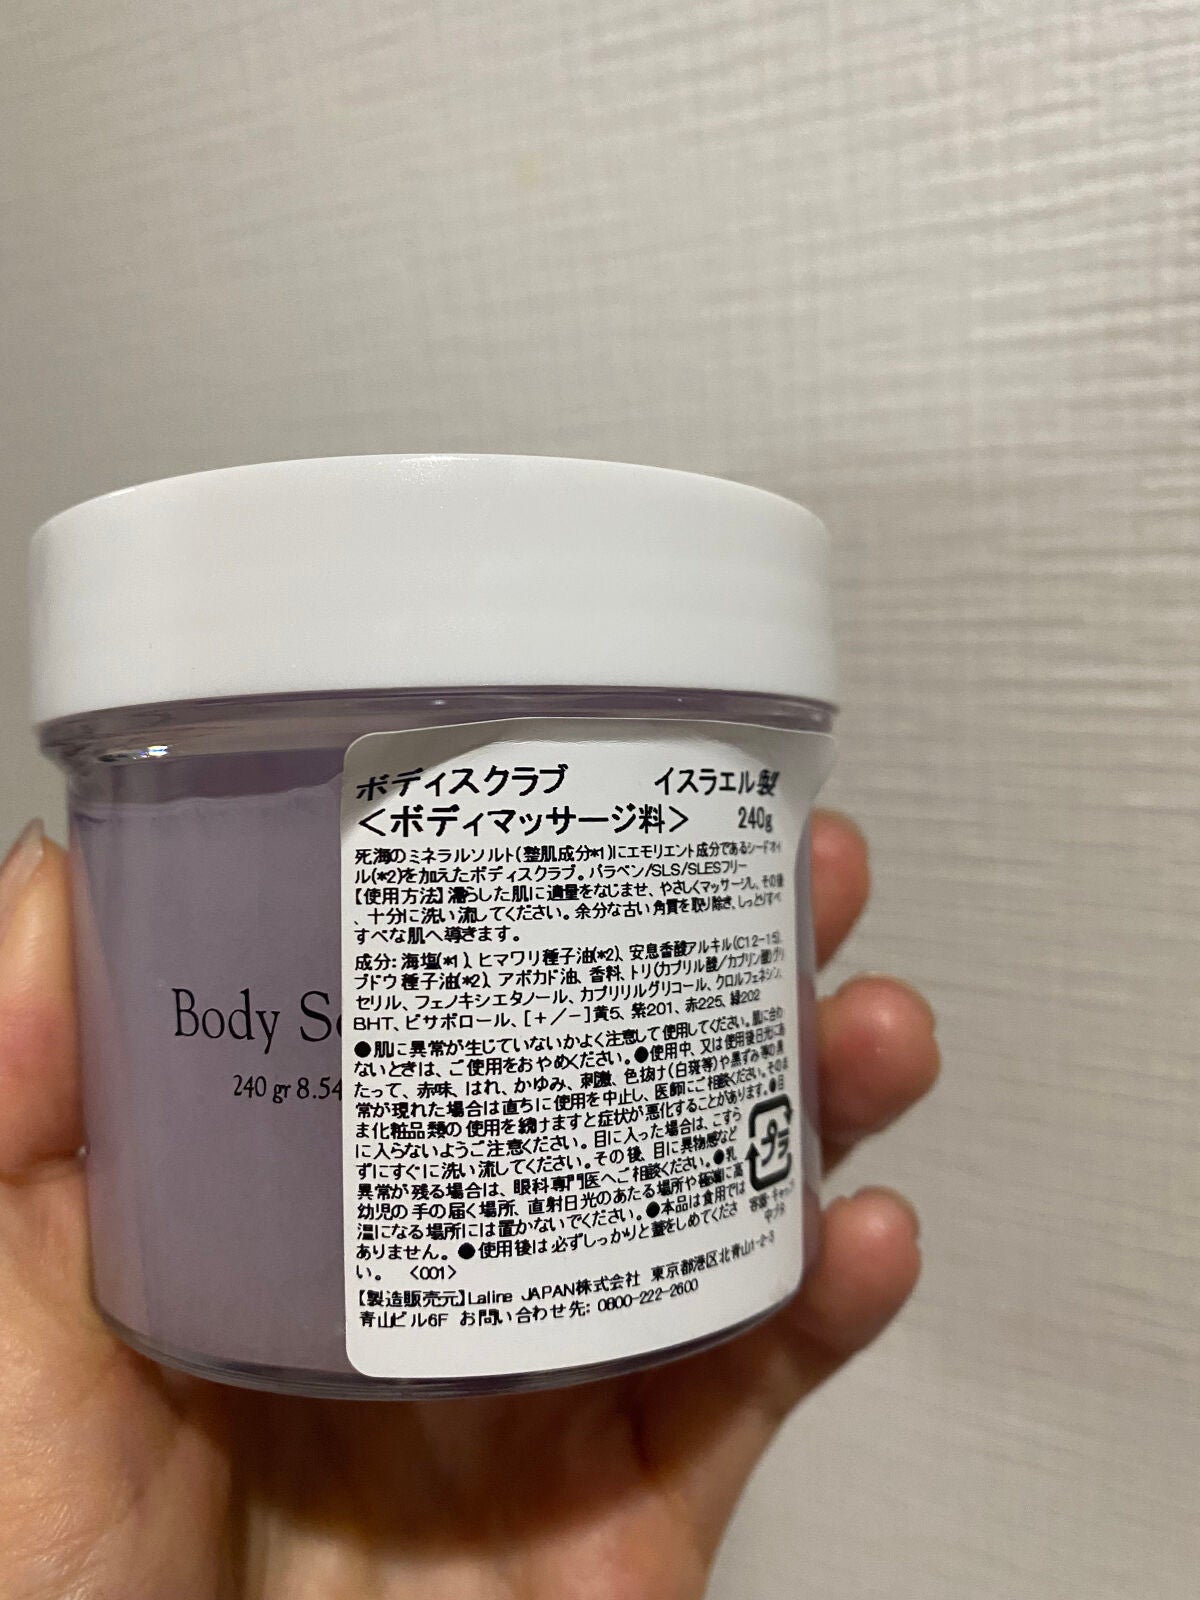 ボディスクラブ イスラエル製
＜ボディマッサージ料＞ 240g
死海のミネラルソルト(整肌成分*1)にエモリエント成分であるシードオイ
ル(*2)を加えたボディスクラブ。パラベン/SLS/SLESフリー
【使用方法】濡らした肌に適量をなじませ、やさしくマッサージし、その後
、十分に洗い流してください。余分な古い角質を取り除き、しっとりすべ
すべな肌へ導きます。
成分：海塩(*1)、ヒマワリ種子油(*2)、安息香酸アルキル(C12-15)、
ブドウ種子油(*2)、アボカド油、香料、トリ(カプリル酸/カプリン酸)グリ
セリル、フェノキシエタノール、カプリリルグリコール、クロルフェネシン、
BHT、ビサボロール、[＋／－]黄5、紫201、赤225、緑202
●肌に異常が生じていないかよく注意して使用してください。肌に合わ
ないときは、ご使用をおやめください。●使用中、又は使用後日光にあ
たって、赤味、はれ、かゆみ、刺激、色抜け(白斑等)や黒ずみ等の異
常が現れた場合は直ちに使用を中止し、医師にご相談ください。そのま
ま化粧品類の使用を続けますと症状が悪化することがあります。●目
に入らないようご注意ください。目に入った場合は、こすら
ずにすぐに洗い流してください。その後、目に異物感など
異常が残る場合は、眼科専門医へご相談ください。●乳
幼児の手の届く場所、直射日光のあたる場所や極端に高
温になる場所には置かないでください。●本品は食用では
ありません。●使用後は必ずしっかりと蓋をしめてくださ
い。 <001>
【製造販売元】Laline JAPAN株式会社 東京都港区北青山1-2-3
青山ビル6F お問い合わせ先：0800-222-2600
プラ
容器・キャップ
中ブタ
Body Sc
240 gr 8.54